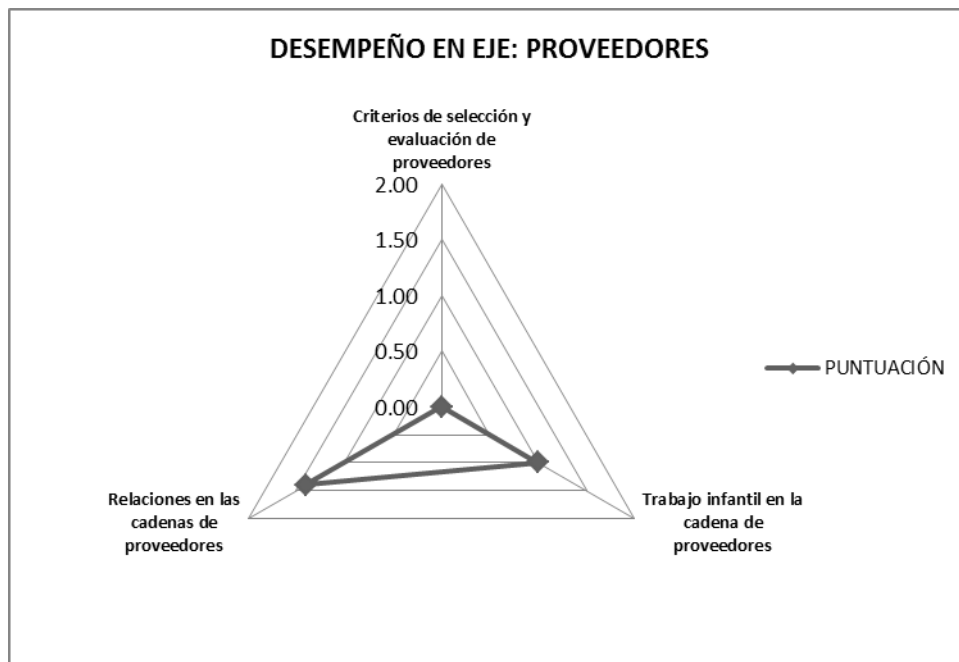 DESEMPEÑO EN EJE: PROVEEDORES
Criterios de selección y
evaluación de
proveedores
2.00
1.50
1.00
0.50
0.00
PUNTUACIÓN
Relaciones en las
cadenas de
proveedores
Trabajo infantil en la
cadena de
proveedores